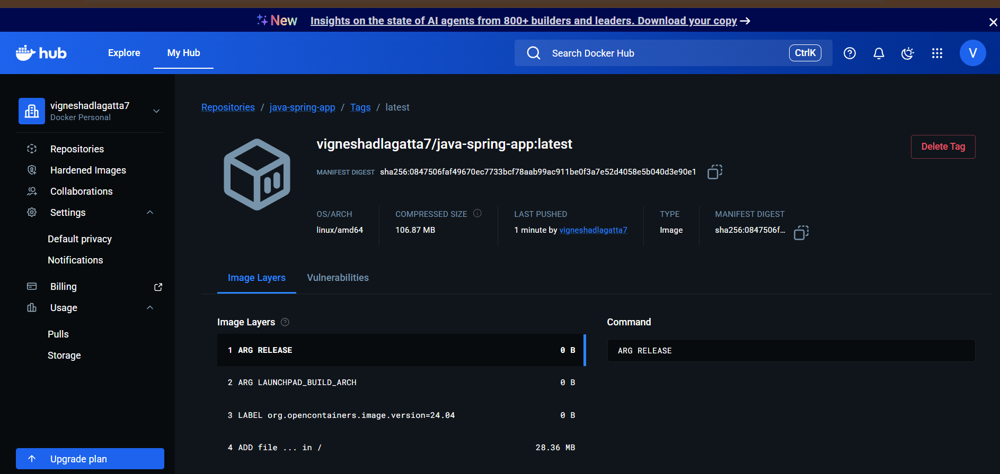 New Insights on the state of AI agents from 800+ builders and leaders. Download your copy →
hub Explore My Hub Search Docker Hub CtrlK V
vigneshadlagatta7
Docker Personal
Repositories
Hardened Images
Collaborations
Settings
Default privacy
Notifications
Billing
Usage
Pulls
Storage
Upgrade plan
Repositories / java-spring-app / Tags / latest
vigneshadlagatta7/java-spring-app:latest
Delete Tag
MANIFEST DIGEST sha256:0847506faf49670ec7733bcf78aab99ac911be0f3a7e52d4058e5b040d3e90e1
OS/ARCH COMPRESSED SIZE LAST PUSHED TYPE MANIFEST DIGEST
linux/amd64 106.87 MB 1 minute by vigneshadlagatta7 Image sha256:0847506f...
Image Layers Vulnerabilities
Image Layers Command
1 ARG RELEASE 0 B ARG RELEASE
2 ARG LAUNCHPAD_BUILD_ARCH 0 B
3 LABEL org.opencontainers.image.version=24.04 0 B
4 ADD file ... in / 28.36 MB